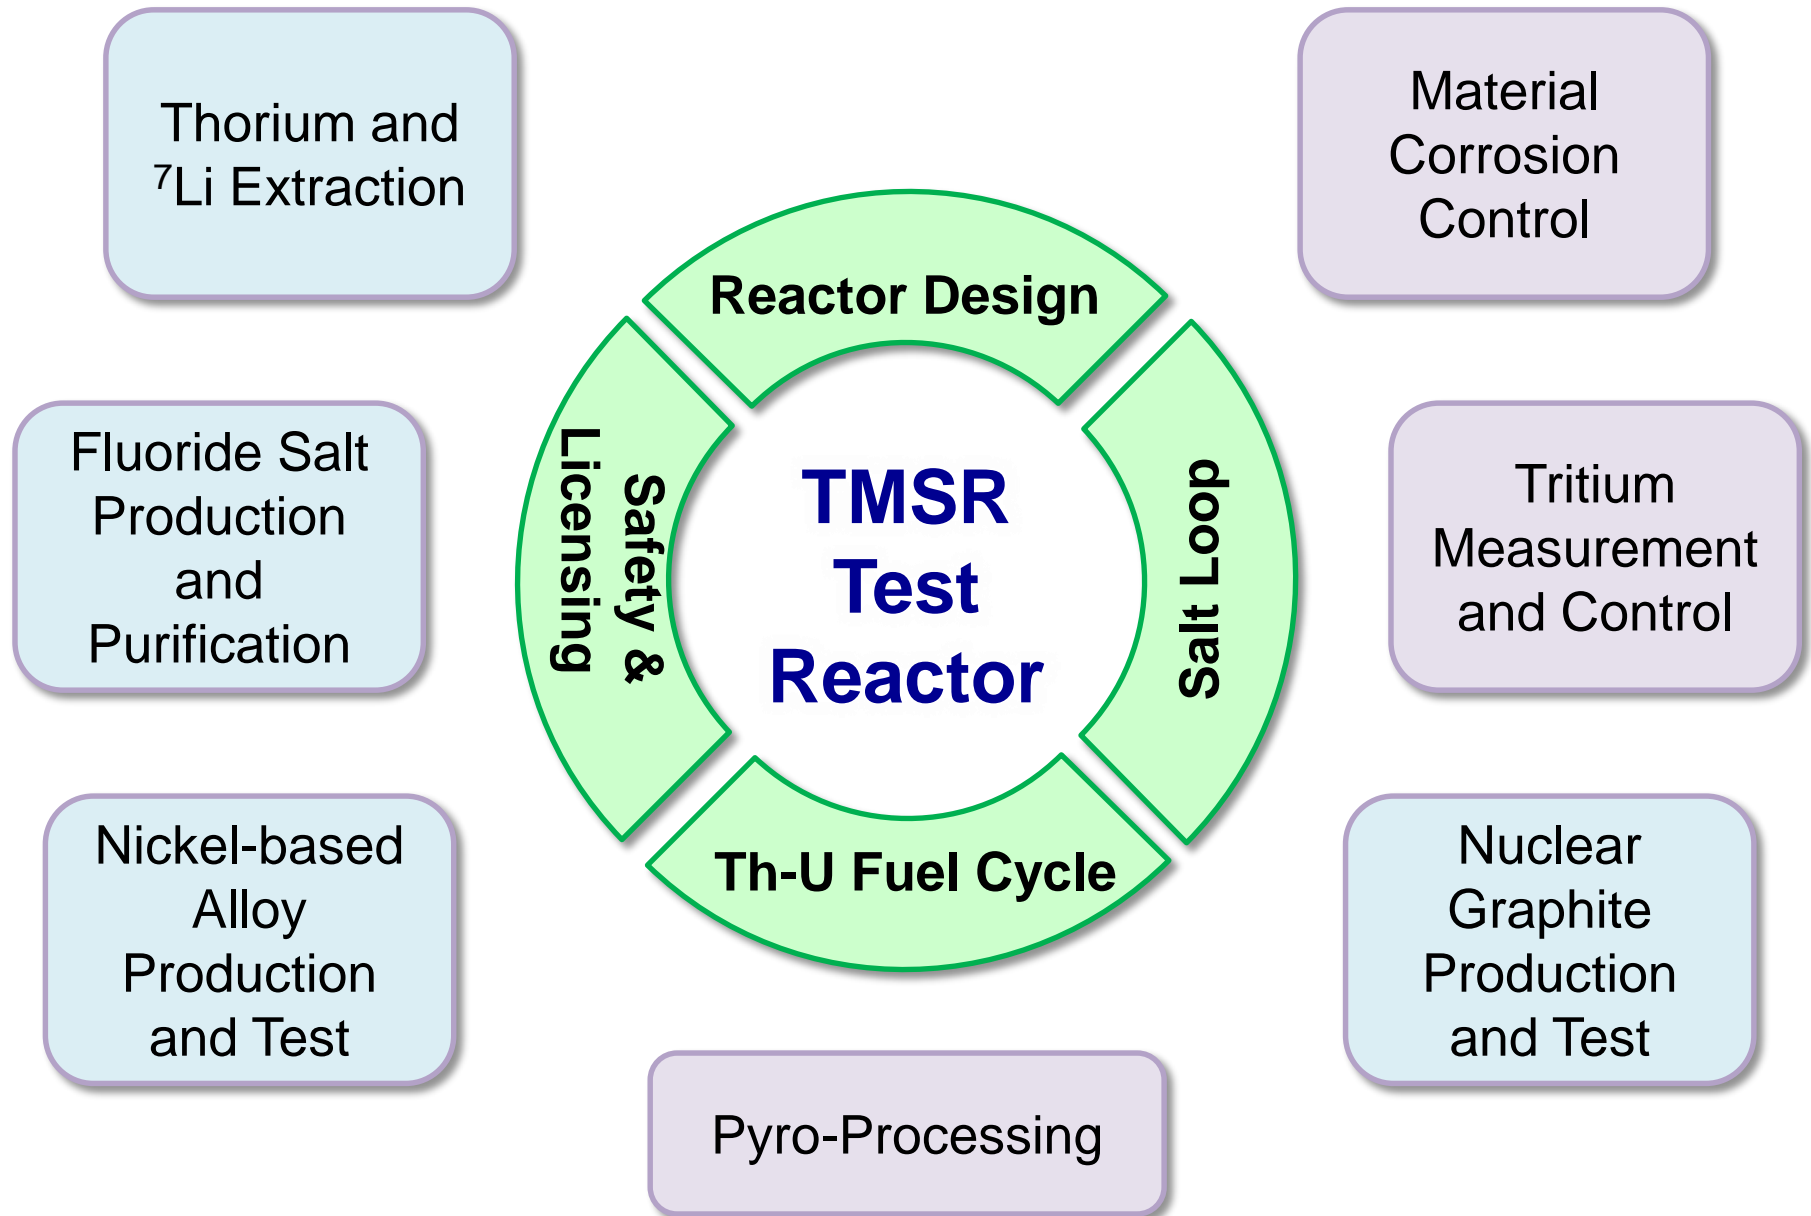 Thorium and
⁷Li Extraction
Material
Corrosion
Control
Reactor Design
Fluoride Salt
Production
and
Purification
Safety &
Licensing
TMSR
Test
Reactor
Salt Loop
Tritium
Measurement
and Control
Nickel-based
Alloy
Production
and Test
Th-U Fuel Cycle
Nuclear
Graphite
Production
and Test
Pyro-Processing